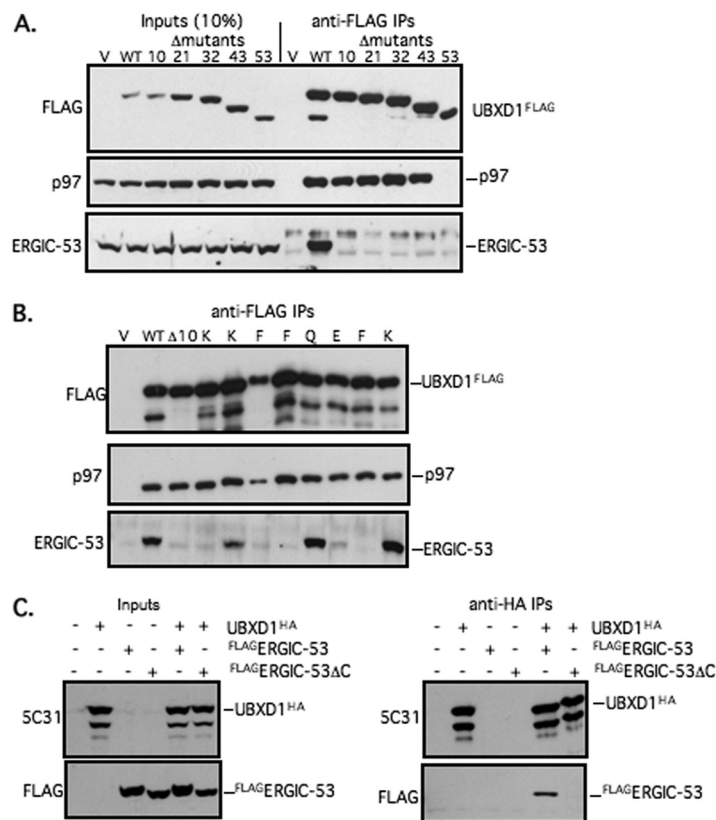 A.
Inputs (10%) anti-FLAG IPs
Δmutants Δmutants
V WT 10 21 32 43 53 V WT 10 21 32 43 53
FLAG UBXD1FLAG
p97 –p97
ERGIC-53 –ERGIC-53
B.
anti-FLAG IPs
V WT Δ10 K K F F Q E F K
FLAG –UBXD1FLAG
p97 –p97
ERGIC-53 –ERGIC-53
C.
Inputs anti-HA IPs
- + - - + + UBXD1HA - + - - + + UBXD1HA
- - + - + - FLAGERGIC-53 - - + - + - FLAGERGIC-53
- - - + - + FLAGERGIC-53ΔC - - - + - + FLAGERGIC-53ΔC
5C31 –UBXD1HA 5C31 –UBXD1HA
FLAG –FLAGERGIC-53 FLAG –FLAGERGIC-53